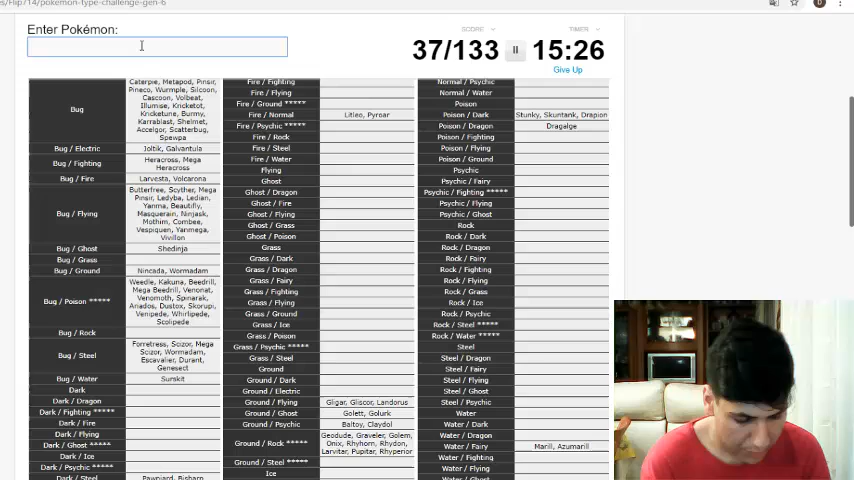 es/Flip714/pokemon-type-challenge-gen-6
Enter Pokémon:
SCORE
TIMER
37/133
15:26
Give Up
Bug
Caterpie, Metapod, Pinsir,
Pineco, Wurmple, Silcoon,
Cascoon, Volbeat,
Illumise, Kricketot,
Kricketune, Burmy,
Karrablast, Shelmet,
Accelgor, Scatterbug,
Spewpa
Bug / Electric
Joltik, Galvantula
Bug / Fighting
Heracross, Mega
Heracross
Bug / Fire
Larvesta, Volcarona
Bug / Flying
Butterfree, Scyther, Mega
Pinsir, Ledyba, Ledian,
Yanma, Beautifly,
Masquerain, Ninjask,
Mothim, Combee,
Vespiquen, Yanmega,
Vivillon
Bug / Ghost
Shedinja
Bug / Grass
Bug / Ground
Nincada, Wormadam
Bug / Poison *****
Weedle, Kakuna, Beedrill,
Mega Beedrill, Venonat,
Venomoth, Spinarak,
Ariados, Dustox, Skorupi,
Venipede, Whirlipede,
Scolipede
Bug / Rock
Bug / Steel
Forretress, Scizor, Mega
Scizor, Wormadam,
Escavalier, Durant,
Genesect
Bug / Water
Surskit
Dark
Dark / Dragon
Dark / Fighting *****
Dark / Fire
Dark / Flying
Dark / Ghost *****
Dark / Ice
Dark / Poison *****
Dark / Psychic *****
Pawniard, Bisharp
Fire / Fighting
Fire / Flying
Fire / Ground *****
Fire / Normal
Litleo, Pyroar
Fire / Psychic *****
Fire / Rock
Fire / Steel
Fire / Water
Flying
Ghost
Ghost / Dragon
Ghost / Fire
Ghost / Flying
Ghost / Grass
Ghost / Poison
Grass
Grass / Dark
Grass / Dragon
Grass / Fairy
Grass / Fighting
Grass / Flying
Grass / Ground
Grass / Ice
Grass / Poison
Grass / Psychic *****
Grass / Steel
Ground
Ground / Dark
Ground / Electric
Ground / Flying
Gligar, Gliscor, Landorus
Ground / Ghost
Golett, Golurk
Ground / Psychic
Baltoy, Claydol
Ground / Rock *****
Geodude, Graveler, Golem,
Onix, Rhyhorn, Rhydon,
Larvitar, Pupitar, Rhyperior
Ground / Steel *****
Ice
Normal / Psychic
Normal / Water
Poison
Poison / Dark
Stunky, Skuntank, Drapion
Poison / Dragon
Dragalge
Poison / Fighting
Poison / Flying
Poison / Ground
Psychic
Psychic / Fairy
Psychic / Fighting *****
Psychic / Flying
Psychic / Ghost
Rock
Rock / Dark
Rock / Dragon
Rock / Fighting
Rock / Flying
Rock / Grass
Rock / Ice
Rock / Psychic
Rock / Steel *****
Rock / Water *****
Steel
Steel / Dragon
Steel / Fairy
Steel / Flying
Steel / Ghost
Steel / Psychic
Water
Water / Dark
Water / Dragon
Water / Fairy
Marill, Azumarill
Water / Fighting
Water / Flying